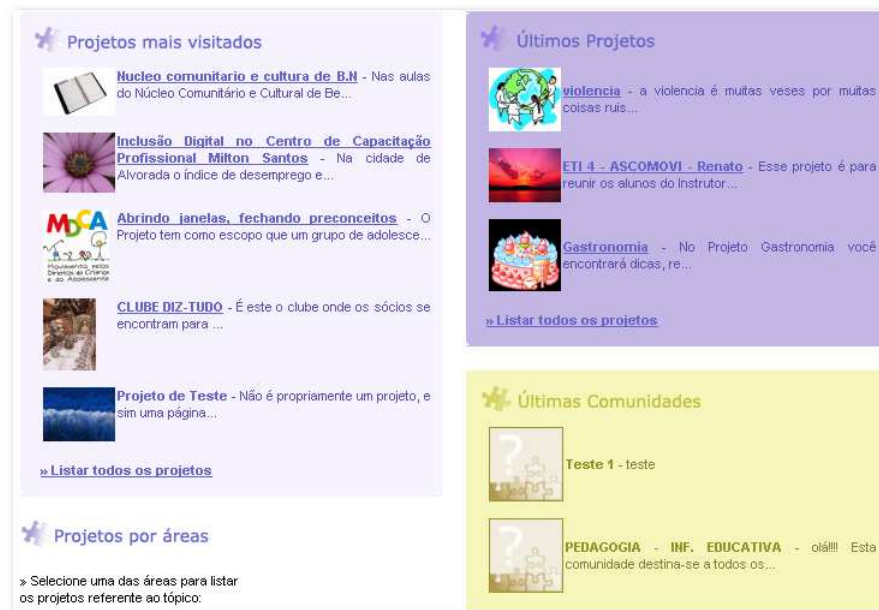 Projetos mais visitados
Nucleo comunitario e cultura de B.N - Nas aulas
do Núcleo Comunitário e Cultural de Be...
Inclusão Digital no Centro de Capacitação
Profissional Milton Santos - Na cidade de
Alvorada o índice de desemprego e...
MDCA
Movimento pelos
Direitos da Criança
e do Adolescente
Abrindo janelas, fechando preconceitos - O
Projeto tem como escopo que um grupo de adolesce...
CLUBE DIZ-TUDO - É este o clube onde os sócios se
encontram para ...
Projeto de Teste - Não é propriamente um projeto, e
sim uma página...
» Listar todos os projetos
Projetos por áreas
» Selecione uma das áreas para listar
os projetos referente ao tópico:
Últimos Projetos
violencia - a violencia é muitas veses por muitas
coisas ruis...
ETI 4 - ASCOMOVI - Renato - Esse projeto é para
reunir os alunos do Instrutor...
Gastronomia - No Projeto Gastronomia você
encontrará dicas, re...
» Listar todos os projetos
Últimas Comunidades
?
Teste 1 - teste
?
PEDAGOGIA - INF. EDUCATIVA - olá!!!! Esta
comunidade destina-se a todos os...